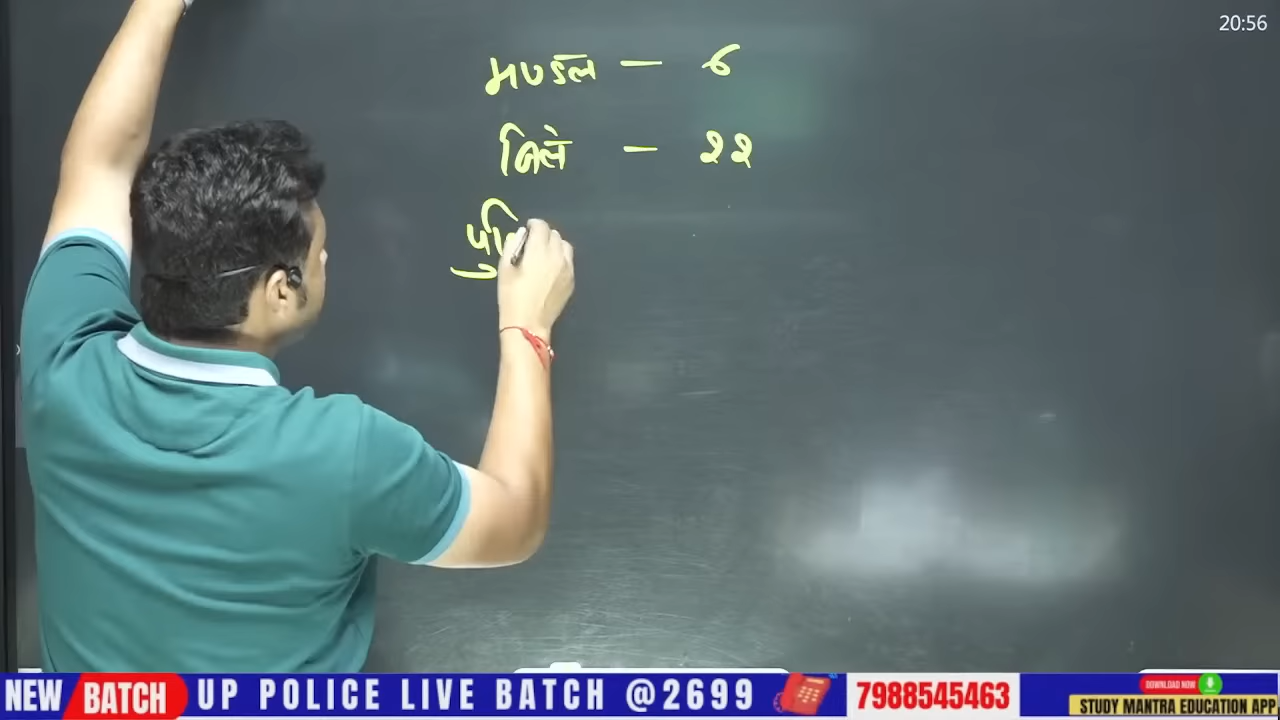 20:56
मण्डल - 6
जिले - 22
NEW BATCH UP POLICE LIVE BATCH @2699
7988545463
DOWNLOAD NOW
STUDY MANTRA EDUCATION APP